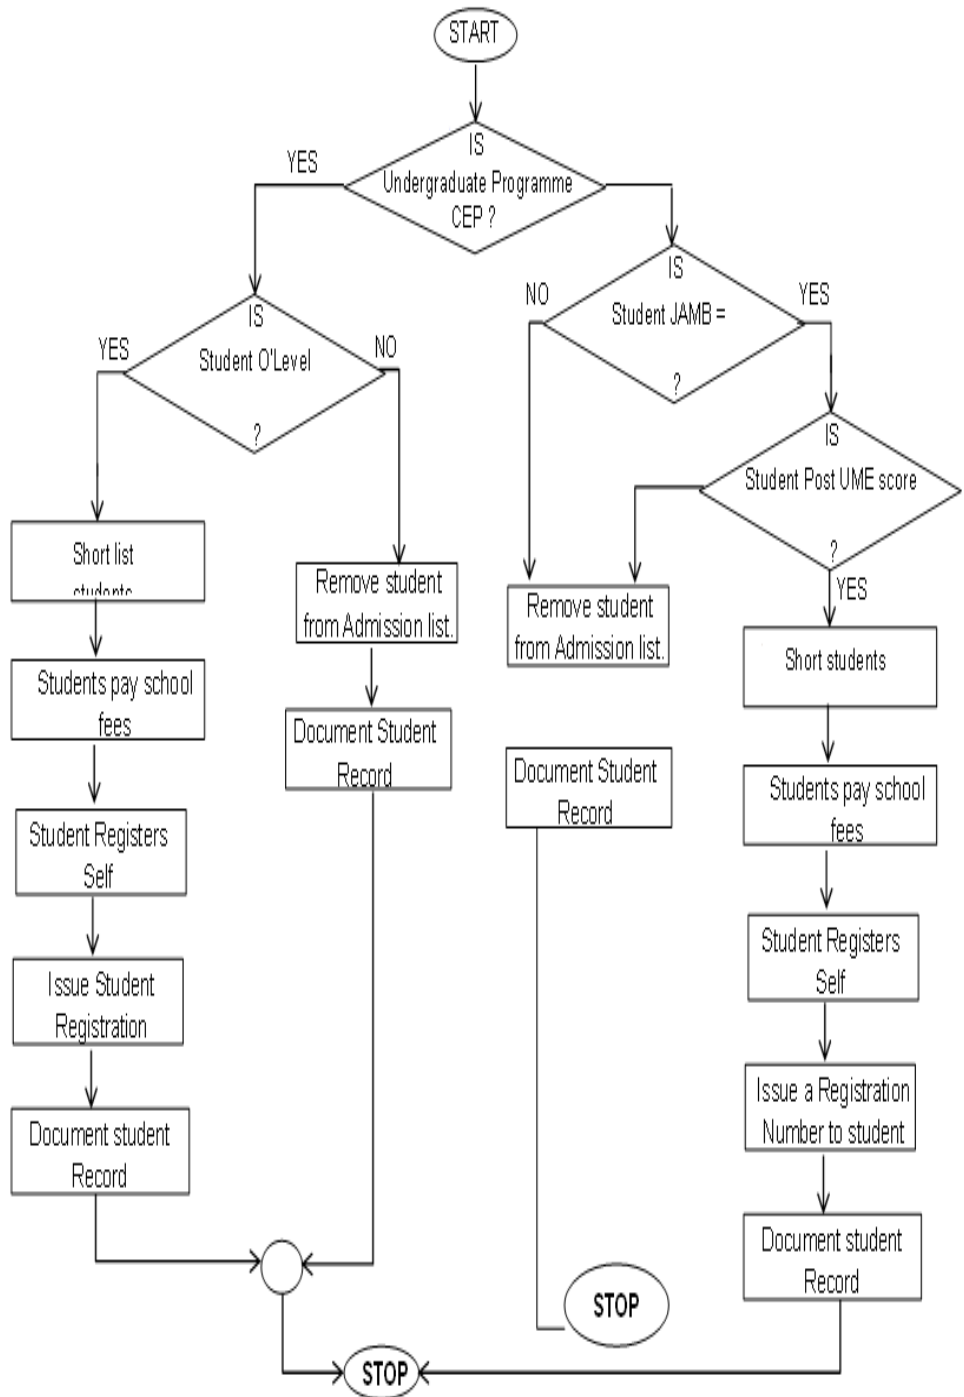 START
IS
Undergraduate Programme
CEP ?
YES
IS
Student O'Level
?
YES
NO
IS
Student JAMB =
?
NO
YES
IS
Student Post UME score
?
YES
Short list
students
Students pay school
fees
Student Registers
Self
Issue Student
Registration
Document student
Record
Remove student
from Admission list.
Document Student
Record
Remove student
from Admission list.
Document Student
Record
STOP
Short students
Students pay school
fees
Student Registers
Self
Issue a Registration
Number to student
Document student
Record
STOP